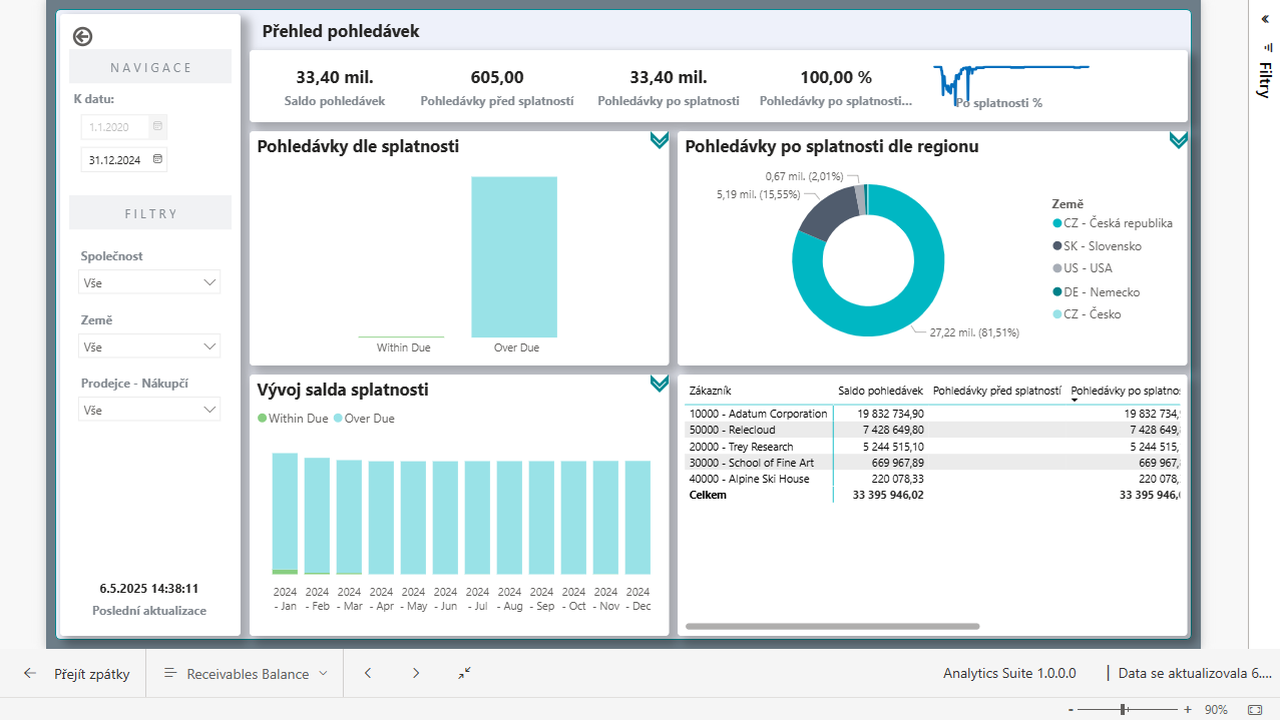 Přehled pohledávek
NAVIGACE
K datu:
1.1.2020
31.12.2024
FILTRY
Společnost
Vše
Země
Vše
Prodejce - Nákupčí
Vše
6.5.2025 14:38:11
Poslední aktualizace
33,40 mil.
Saldo pohledávek
605,00
Pohledávky před splatností
33,40 mil.
Pohledávky po splatnosti
100,00 %
Pohledávky po splatnosti...
Po splatnosti %
Pohledávky dle splatnosti
Within Due
Over Due
Pohledávky po splatnosti dle regionu
0,67 mil. (2,01%)
5,19 mil. (15,55%)
27,22 mil. (81,51%)
Země
CZ - Česká republika
SK - Slovensko
US - USA
DE - Nemecko
CZ - Česko
Vývoj salda splatnosti
Within Due Over Due
2024 2024 2024 2024 2024 2024 2024 2024 2024 2024 2024 2024
- Jan - Feb - Mar - Apr - May - Jun - Jul - Aug - Sep - Oct - Nov - Dec
Zákazník Saldo pohledávek Pohledávky před splatností Pohledávky po splatnos
10000 - Adatum Corporation 19 832 734,90 19 832 734,
50000 - Relecloud 7 428 649,80 7 428 649,
20000 - Trey Research 5 244 515,10 5 244 515,
30000 - School of Fine Art 669 967,89 669 967,
40000 - Alpine Ski House 220 078,33 220 078,
Celkem 33 395 946,02 33 395 946,
Filtry
Přejít zpátky
Receivables Balance
Analytics Suite 1.0.0.0 | Data se aktualizovala 6....
- + 90%